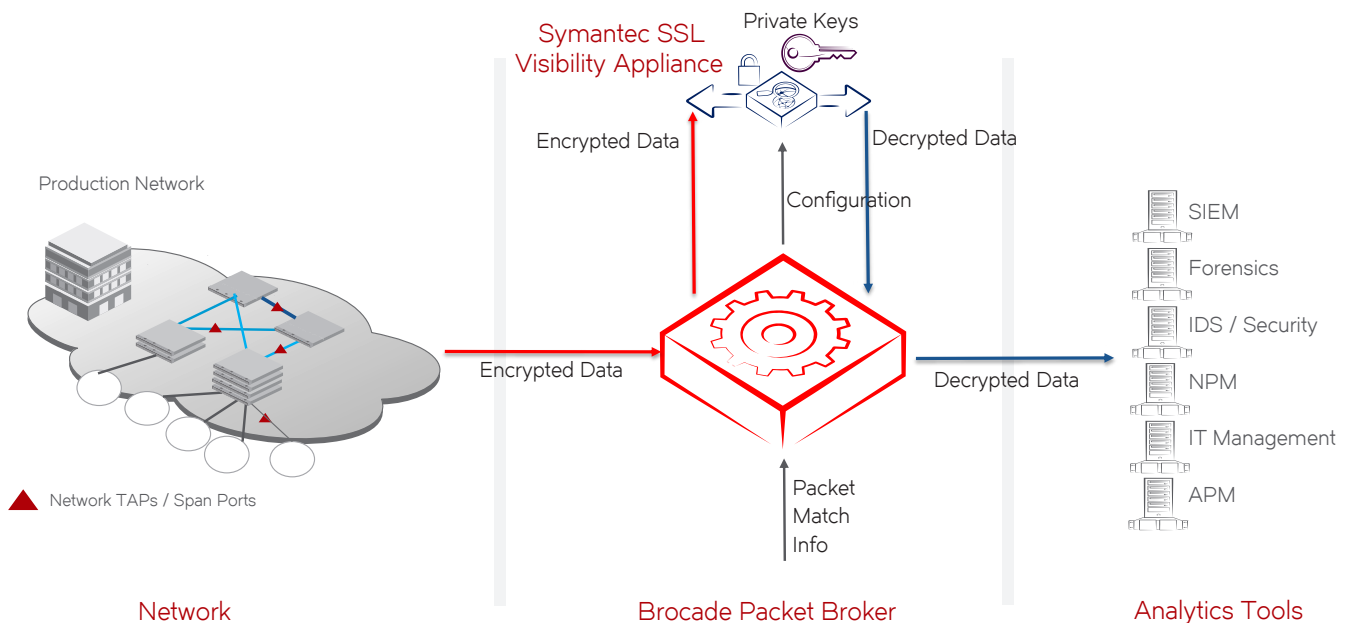 Private Keys
Symantec SSL
Visibility Appliance
Encrypted Data
Decrypted Data
Production Network
Configuration
SIEM
Forensics
IDS / Security
Encrypted Data
Decrypted Data
NPM
IT Management
APM
Network TAPs / Span Ports
Packet
Match
Info
Network
Brocade Packet Broker
Analytics Tools